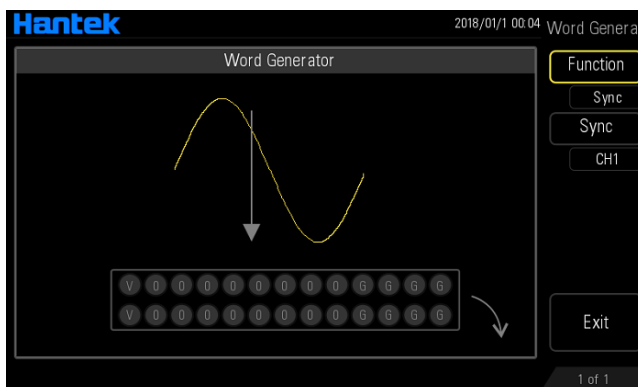 Hantek
2018/01/1 00:04
Word Genera
Word Generator
Function
Sync
Sync
CH1
V 0 0 0 0 0 0 0 0 G G G G
V 0 0 0 0 0 0 0 0 G G G G
Exit
1 of 1